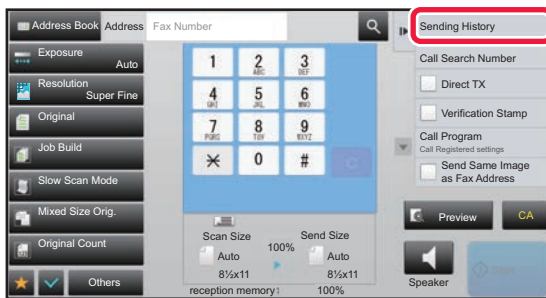 Address Book Address Fax Number
Exposure
Auto
Resolution
Super Fine
Original
Job Build
Slow Scan Mode
Mixed Size Orig.
Original Count
Others
1 2 3
ABC DEF
4 5 6
GHI JKL MNO
7 8 9
PQRS TUV WXYZ
0 #
C
Scan Size
Auto
8½x11
100%
Send Size
Auto
8½x11
reception memory: 100%
Sending History
Call Search Number
Direct TX
Verification Stamp
Call Program
Call Registered settings
Send Same Image
as Fax Address
Preview
CA
Speaker
Start